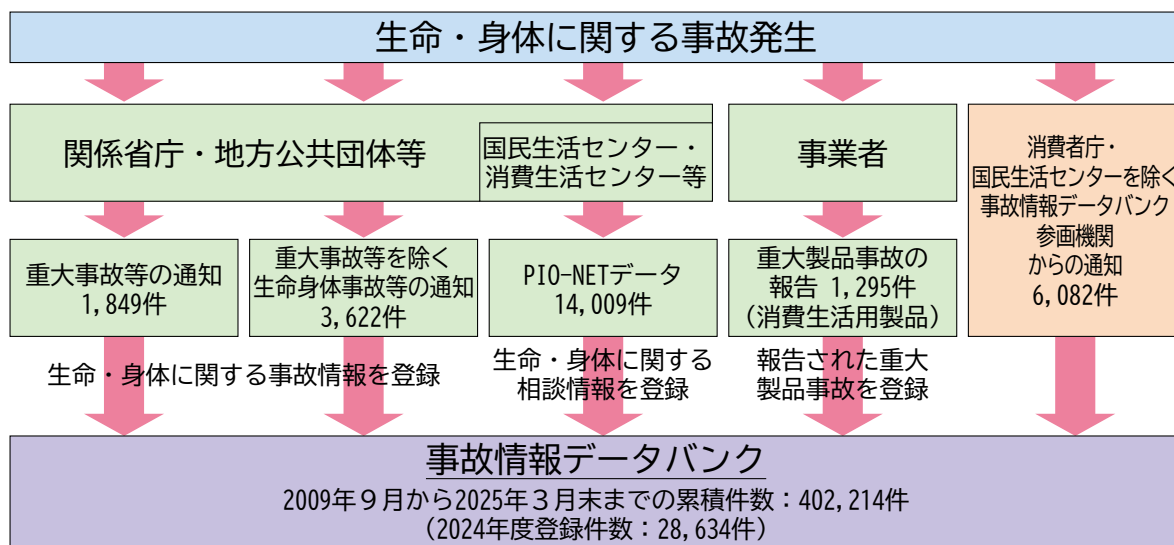 生命・身体に関する事故発生
関係省庁・地方公共団体等
国民生活センター・
消費生活センター等
事業者
消費者庁・
国民生活センターを除く
事故情報データバンク
参画機関
からの通知
6,082件
重大事故等の通知
1,849件
重大事故等を除く
生命身体事故等の通知
3,622件
PIO-NETデータ
14,009件
重大製品事故の
報告 1,295件
（消費生活用製品）
生命・身体に関する事故情報を登録
生命・身体に関する
相談情報を登録
報告された重大
製品事故を登録
事故情報データバンク
2009年９月から2025年３月末までの累積件数：402,214件
（2024年度登録件数：28,634件）